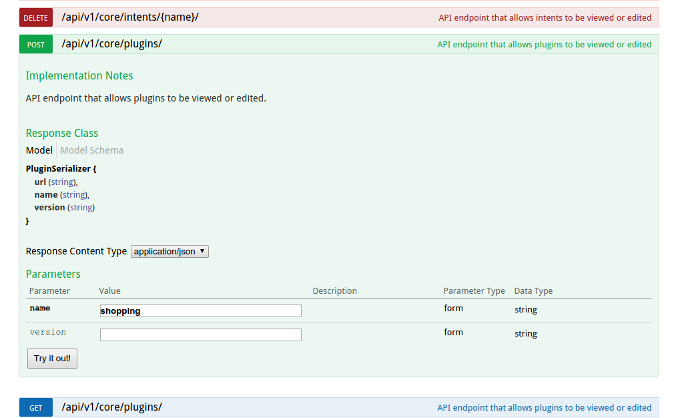 DELETE /api/v1/core/intents/{name}/ API endpoint that allows intents to be viewed or edited
POST /api/v1/core/plugins/ API endpoint that allows plugins to be viewed or edited
Implementation Notes
API endpoint that allows plugins to be viewed or edited.
Response Class
Model Model Schema
PluginSerializer {
url (string),
name (string),
version (string)
}
Response Content Type application/json
Parameters
Parameter Value Description Parameter Type Data Type
name shopping form string
version form string
Try it out!
GET /api/v1/core/plugins/ API endpoint that allows plugins to be viewed or edited